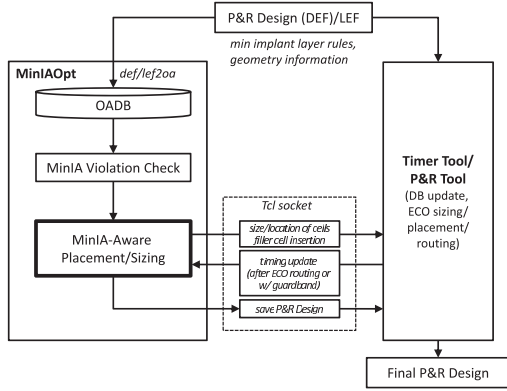 P&R Design (DEF)/LEF
min implant layer rules,
geometry information
MinIAOpt
def/lef2oa
OADB
MinIA Violation Check
MinIA-Aware
Placement/Sizing
Tcl socket
size/location of cells
filler cell insertion
timing update
(after ECO routing or
w/ guardband)
save P&R Design
Timer Tool/
P&R Tool
(DB update,
ECO sizing/
placement/
routing)
Final P&R Design